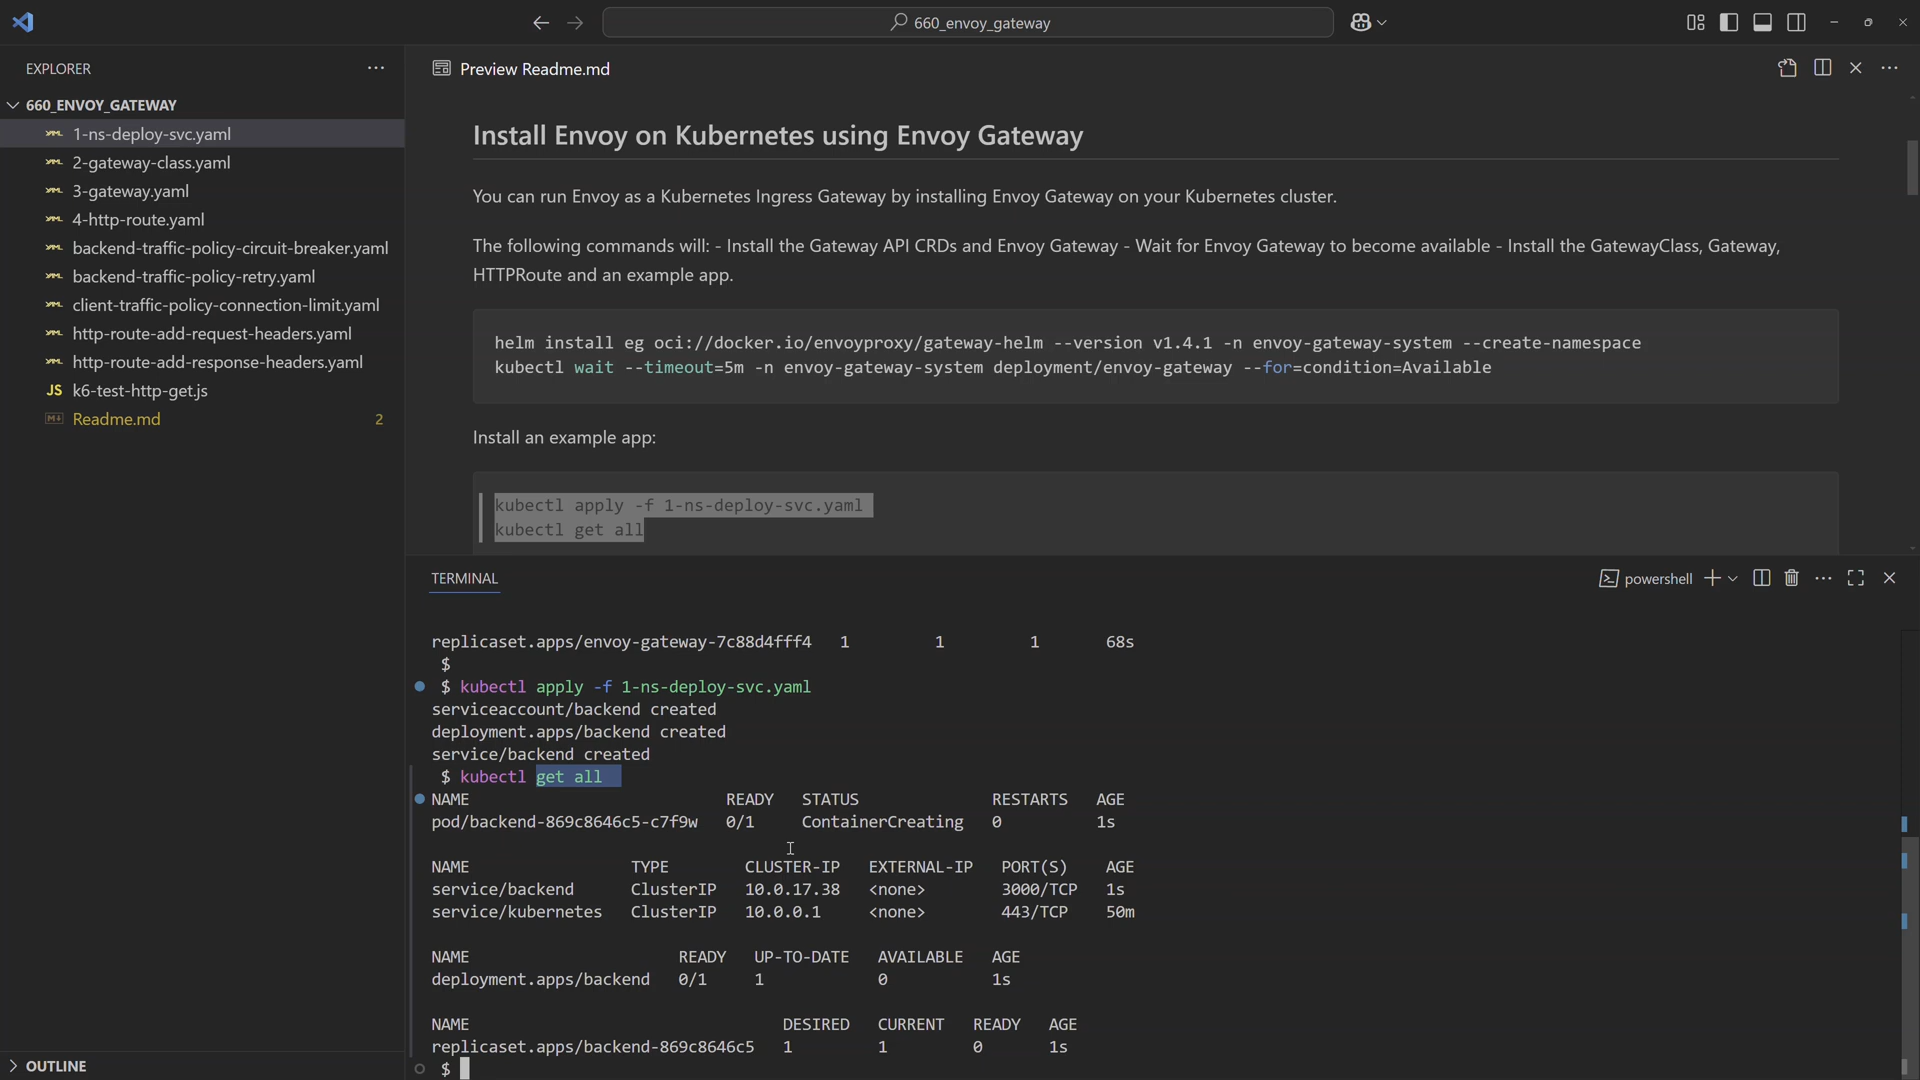 660_envoy_gateway
EXPLORER
660_ENVOY_GATEWAY
1-ns-deploy-svc.yaml
2-gateway-class.yaml
3-gateway.yaml
4-http-route.yaml
backend-traffic-policy-circuit-breaker.yaml
backend-traffic-policy-retry.yaml
client-traffic-policy-connection-limit.yaml
http-route-add-request-headers.yaml
http-route-add-response-headers.yaml
JS k6-test-http-get.js
Readme.md 2
OUTLINE
Preview Readme.md
Install Envoy on Kubernetes using Envoy Gateway
You can run Envoy as a Kubernetes Ingress Gateway by installing Envoy Gateway on your Kubernetes cluster.
The following commands will: - Install the Gateway API CRDs and Envoy Gateway - Wait for Envoy Gateway to become available - Install the GatewayClass, Gateway,
HTTPRoute and an example app.
helm install eg oci://docker.io/envoyproxy/gateway-helm --version v1.4.1 -n envoy-gateway-system --create-namespace
kubectl wait --timeout=5m -n envoy-gateway-system deployment/envoy-gateway --for=condition=Available
Install an example app:
kubectl apply -f 1-ns-deploy-svc.yaml
kubectl get all
TERMINAL
powershell
replicaset.apps/envoy-gateway-7c88d4fff4 1 1 1 68s
$
$ kubectl apply -f 1-ns-deploy-svc.yaml
serviceaccount/backend created
deployment.apps/backend created
service/backend created
$ kubectl get all
NAME READY STATUS RESTARTS AGE
pod/backend-869c8646c5-c7f9w 0/1 ContainerCreating 0 1s
NAME TYPE CLUSTER-IP EXTERNAL-IP PORT(S) AGE
service/backend ClusterIP 10.0.17.38 <none> 3000/TCP 1s
service/kubernetes ClusterIP 10.0.0.1 <none> 443/TCP 50m
NAME READY UP-TO-DATE AVAILABLE AGE
deployment.apps/backend 0/1 1 0 1s
NAME DESIRED CURRENT READY AGE
replicaset.apps/backend-869c8646c5 1 1 0 1s
$